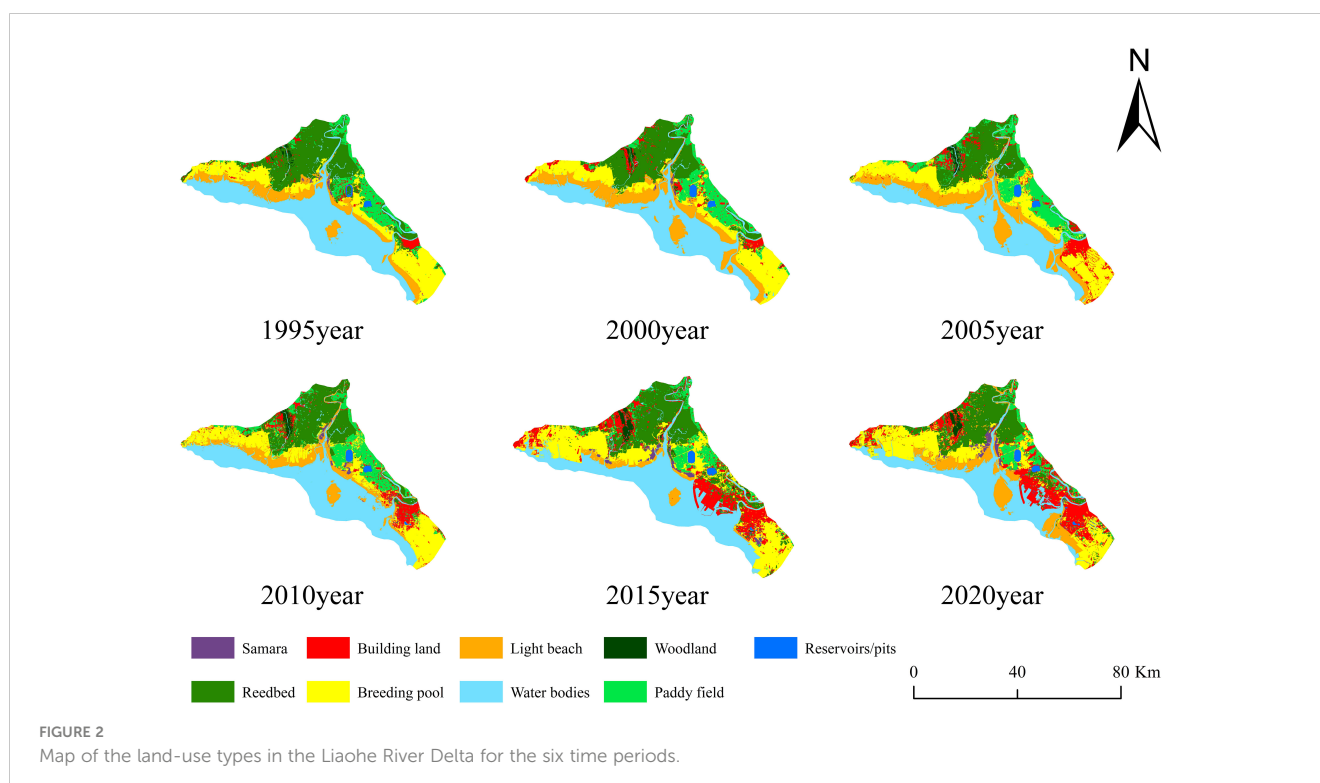 N
1995year
2000year
2005year
2010year
2015year
2020year
Samara
Building land
Light beach
Woodland
Reservoirs/pits
Reedbed
Breeding pool
Water bodies
Paddy field
0
40
80 Km
FIGURE 2
Map of the land-use types in the Liaohe River Delta for the six time periods.